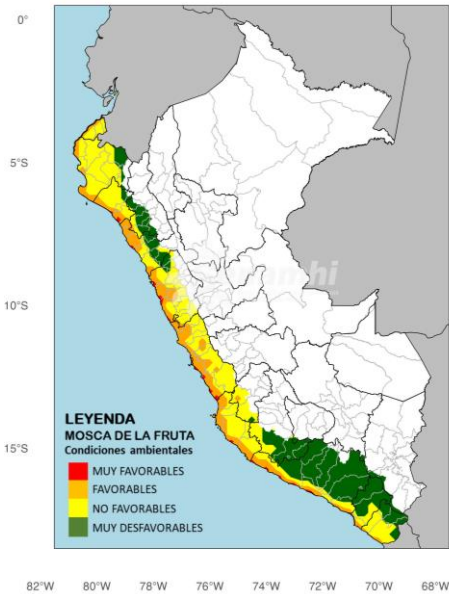 0°
5°S
10°S
15°S
LEYENDA
MOSCA DE LA FRUTA
Condiciones ambientales
MUY FAVORABLES
FAVORABLES
NO FAVORABLES
MUY DESFAVORABLES
82°W 80°W 78°W 76°W 74°W 72°W 70°W 68°W